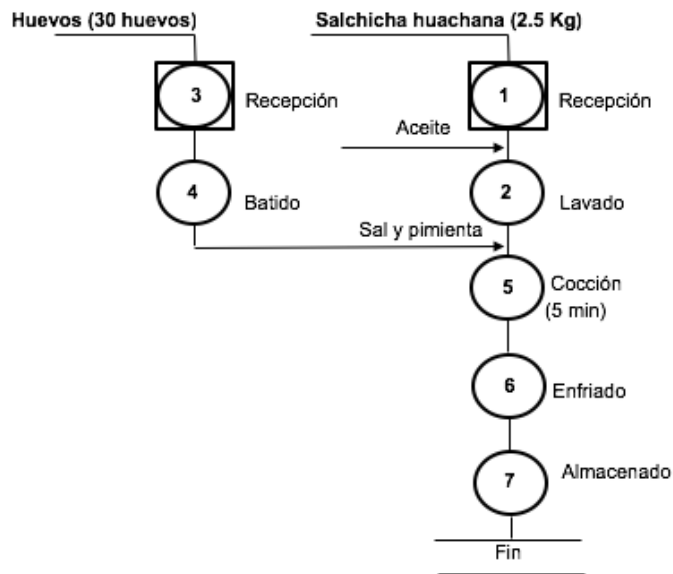 Huevos (30 huevos)
Salchicha huachana (2.5 Kg)
3
Recepción
1
Recepción
Aceite
4
Batido
2
Lavado
Sal y pimienta
5
Cocción
(5 min)
6
Enfriado
7
Almacenado
Fin